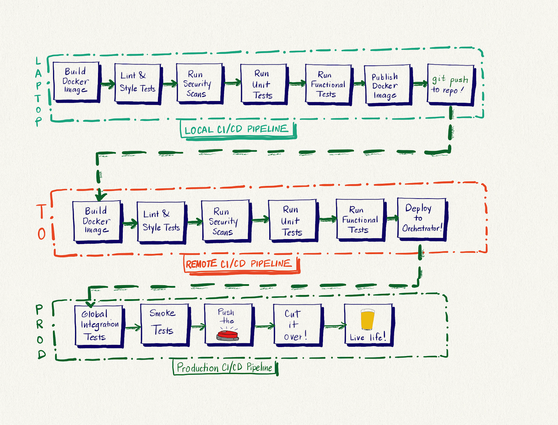 LAPTOP
Build
Docker
Image
Lint &
Style Tests
Run
Security
Scans
Run
Unit
Tests
Run
Functional
Tests
Publish
Docker
Image
git push
to repo!
LOCAL CI/CD PIPELINE
TO
Build
Docker
Image
Lint &
Style Tests
Run
Security
Scans
Run
Unit
Tests
Run
Functional
Tests
Deploy
to
Orchestrator!
REMOTE CI/CD PIPELINE
PROD
Global
Integration
Tests
Smoke
Tests
Push
the
Cut
it
over!
Live life!
Production CI/CD Pipeline